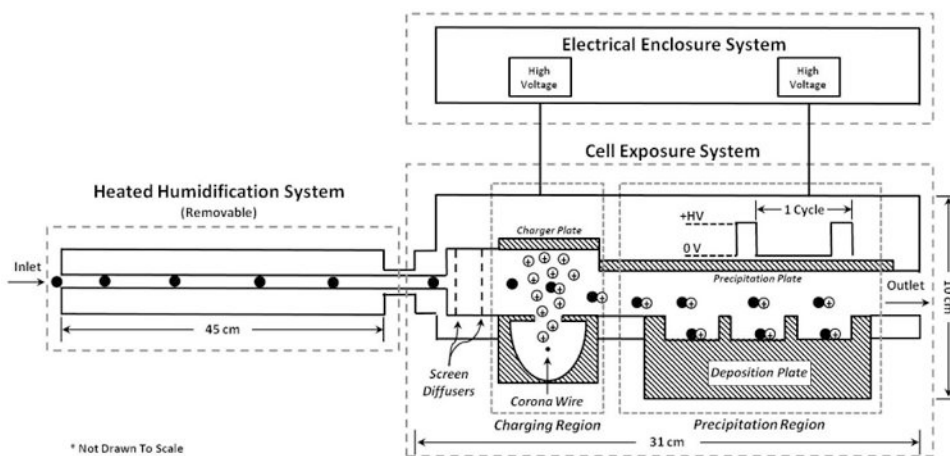 Electrical Enclosure System
High
Voltage
High
Voltage
Cell Exposure System
Heated Humidification System
(Removable)
1 Cycle
+HV
0 V
Charger Plate
Precipitation Plate
Inlet
Outlet
10 cm
45 cm
Screen
Diffusers
Deposition Plate
Corona Wire
Charging Region
Precipitation Region
31 cm
* Not Drawn To Scale